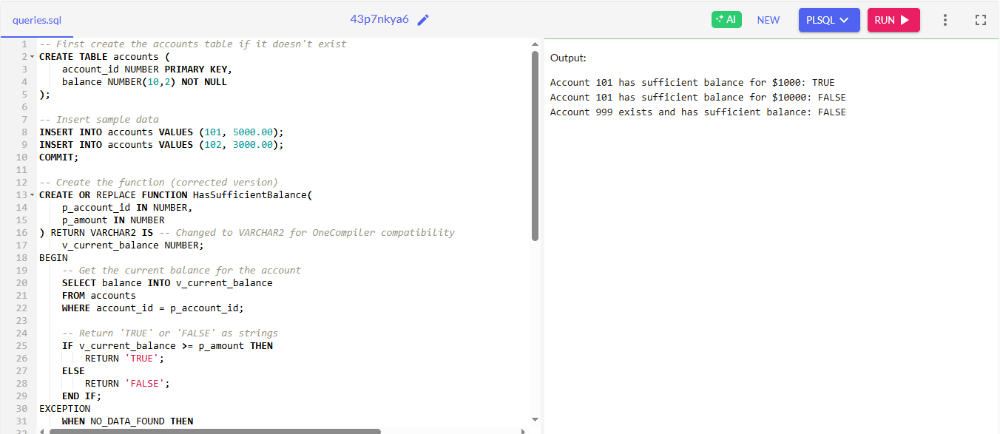 queries.sql
43p7nkya6
AI
NEW
PLSQL
RUN
1 -- First create the accounts table if it doesn't exist
2 CREATE TABLE accounts (
3 account_id NUMBER PRIMARY KEY,
4 balance NUMBER(10,2) NOT NULL
5 );
6
7 -- Insert sample data
8 INSERT INTO accounts VALUES (101, 5000.00);
9 INSERT INTO accounts VALUES (102, 3000.00);
10 COMMIT;
11
12 -- Create the function (corrected version)
13 CREATE OR REPLACE FUNCTION HasSufficientBalance(
14 p_account_id IN NUMBER,
15 p_amount IN NUMBER
16 ) RETURN VARCHAR2 IS -- Changed to VARCHAR2 for OneCompiler compatibility
17 v_current_balance NUMBER;
18 BEGIN
19 -- Get the current balance for the account
20 SELECT balance INTO v_current_balance
21 FROM accounts
22 WHERE account_id = p_account_id;
23
24 -- Return 'TRUE' or 'FALSE' as strings
25 IF v_current_balance >= p_amount THEN
26 RETURN 'TRUE';
27 ELSE
28 RETURN 'FALSE';
29 END IF;
30 EXCEPTION
31 WHEN NO_DATA_FOUND THEN
32
Output:
Account 101 has sufficient balance for $1000: TRUE
Account 101 has sufficient balance for $10000: FALSE
Account 999 exists and has sufficient balance: FALSE